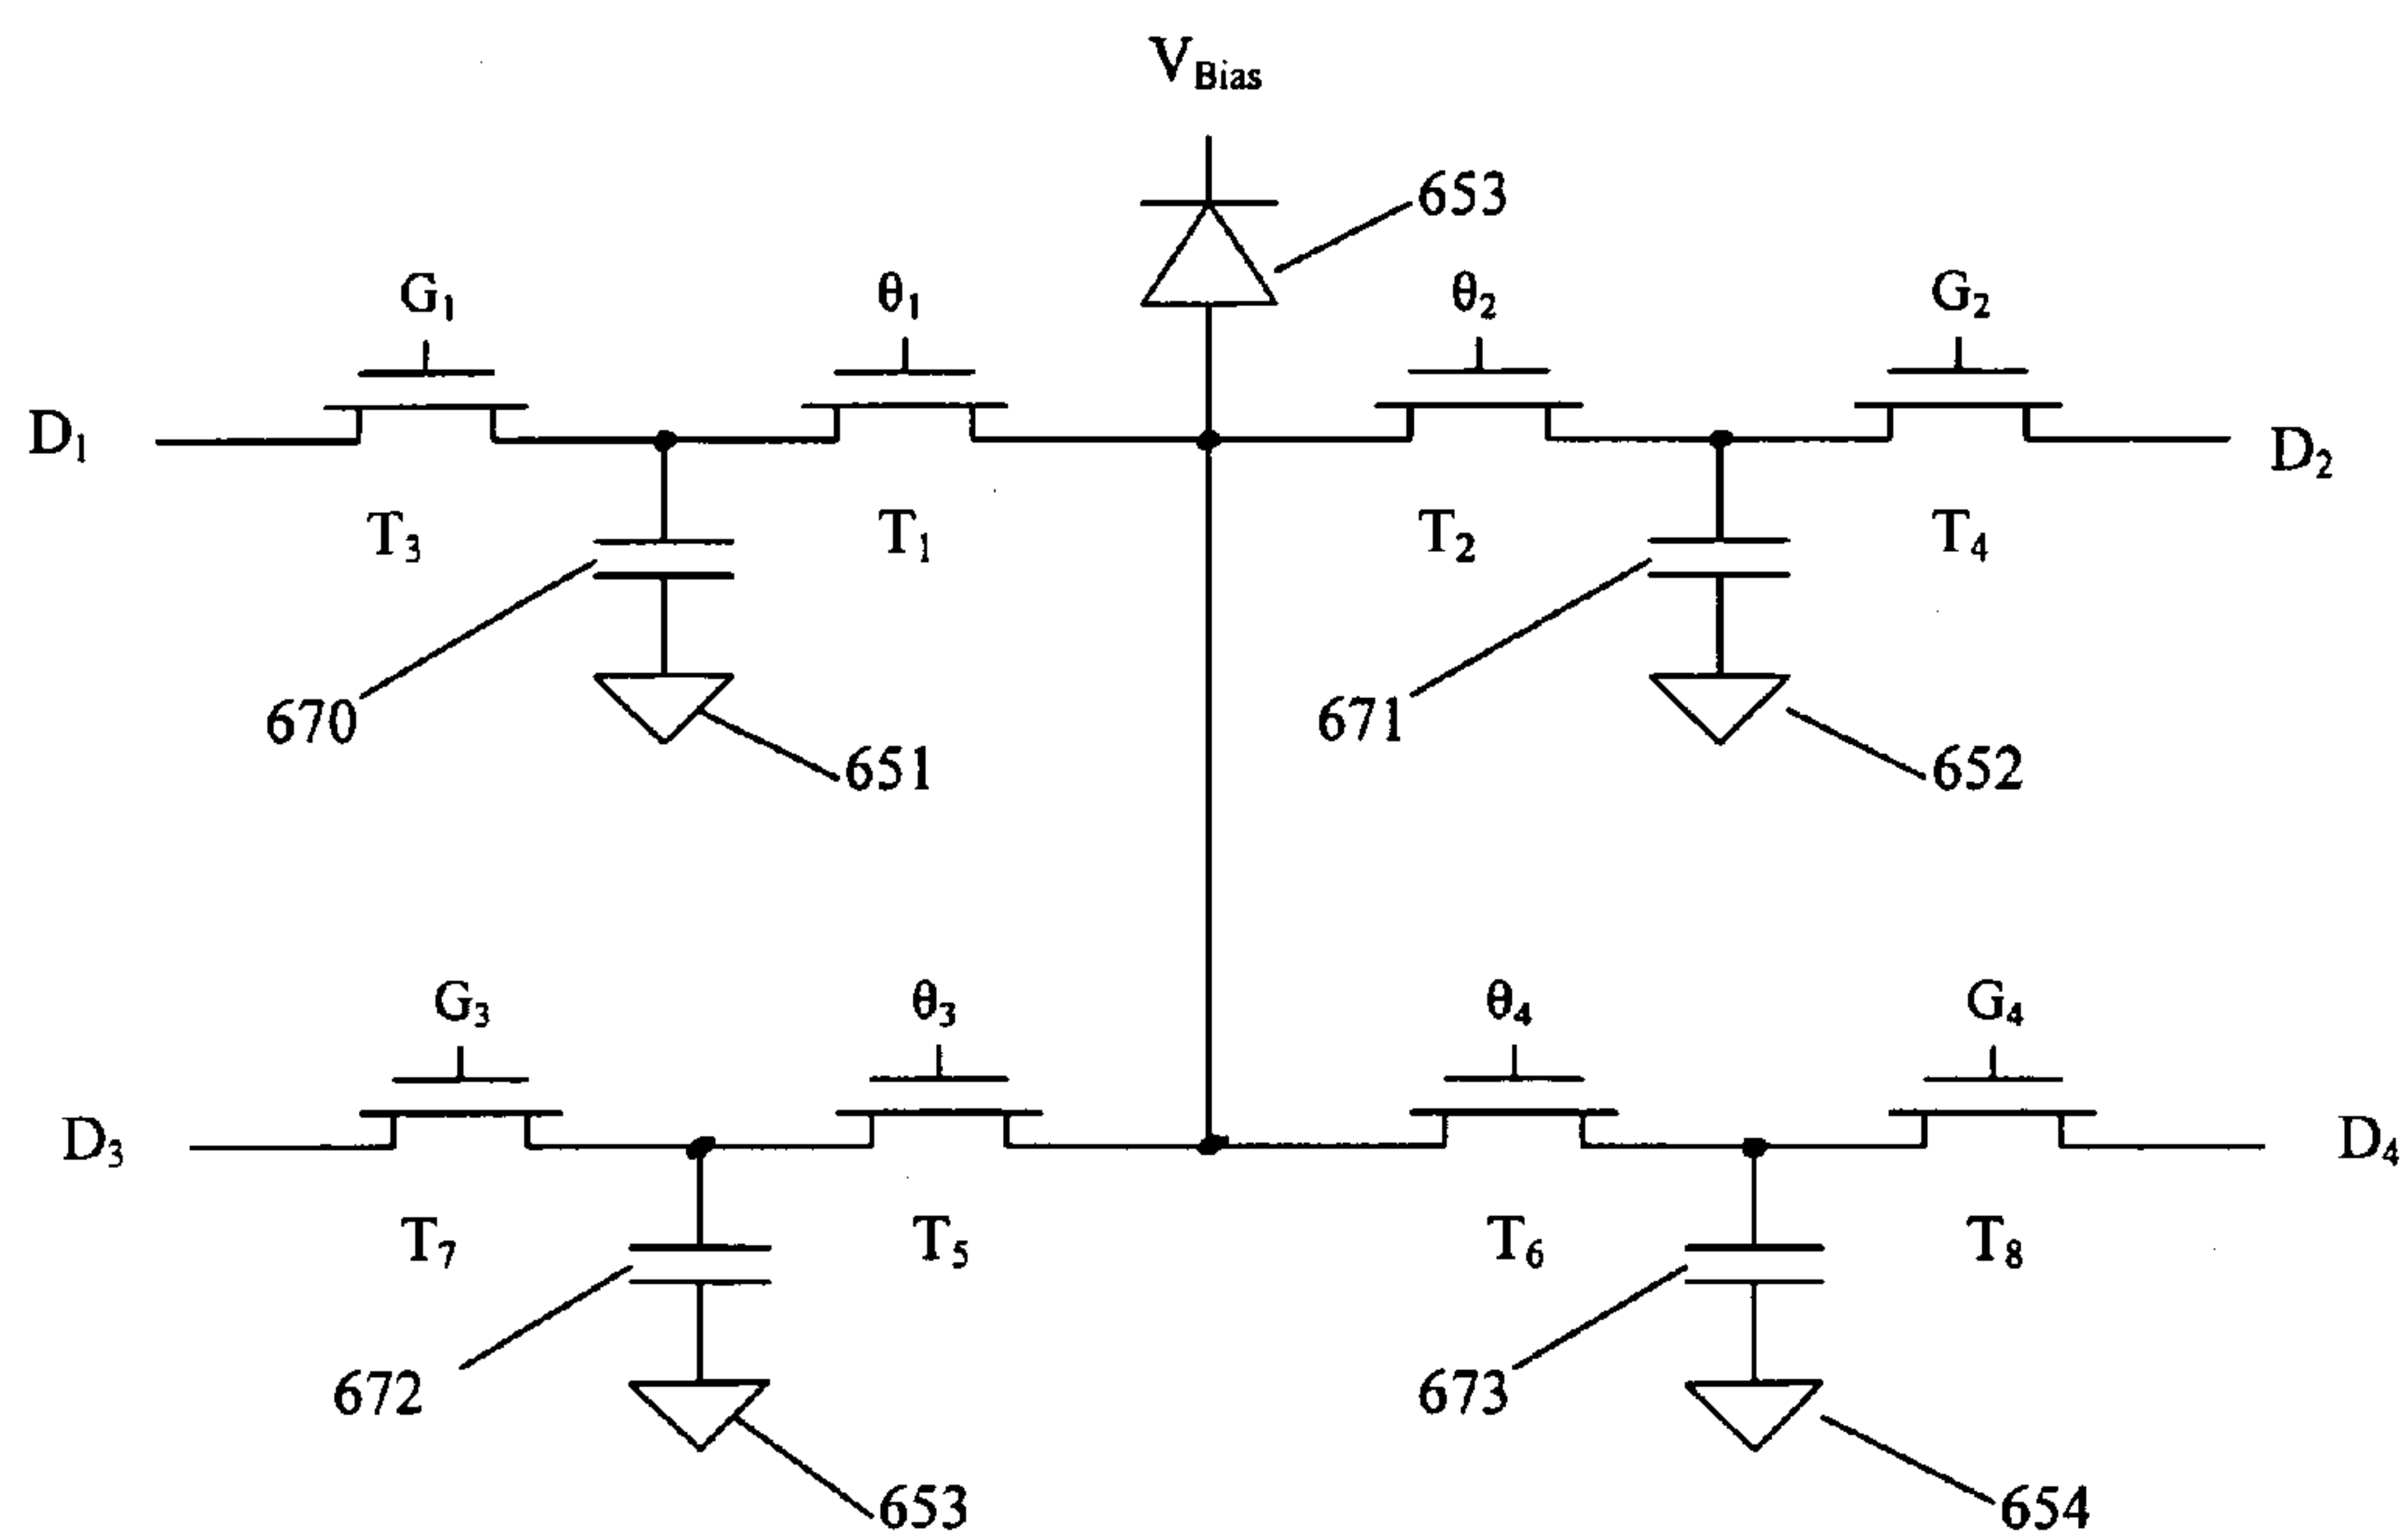 V_Bias
653
G₁ θ₁ θ₂ G₂
D₁ D₂
T₃ T₁ T₂ T₄
670 651 671 652
G₃ θ₃ θ₄ G₄
D₃ D₄
T₇ T₅ T₆ T₈
672 673
653 654